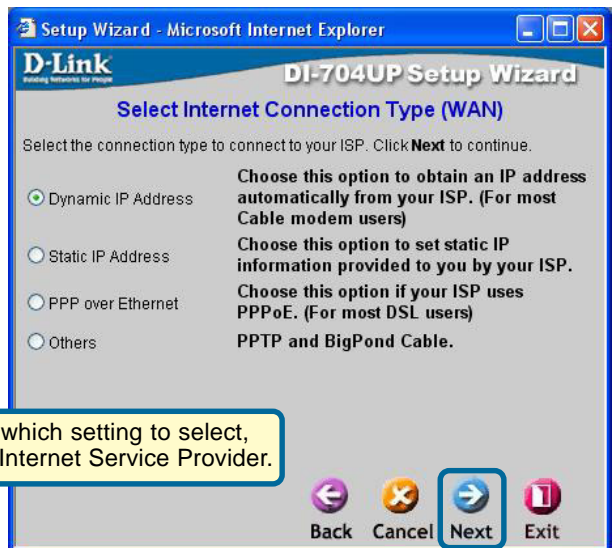 Setup Wizard - Microsoft Internet Explorer
D-Link
Building Networks for People
DI-704UP Setup Wizard
Select Internet Connection Type (WAN)
Select the connection type to connect to your ISP. Click Next to continue.
Dynamic IP Address
Choose this option to obtain an IP address
automatically from your ISP. (For most
Cable modem users)
Static IP Address
Choose this option to set static IP
information provided to you by your ISP.
PPP over Ethernet
Choose this option if your ISP uses
PPPoE. (For most DSL users)
Others
PPTP and BigPond Cable.
which setting to select,
Internet Service Provider.
Back Cancel Next Exit